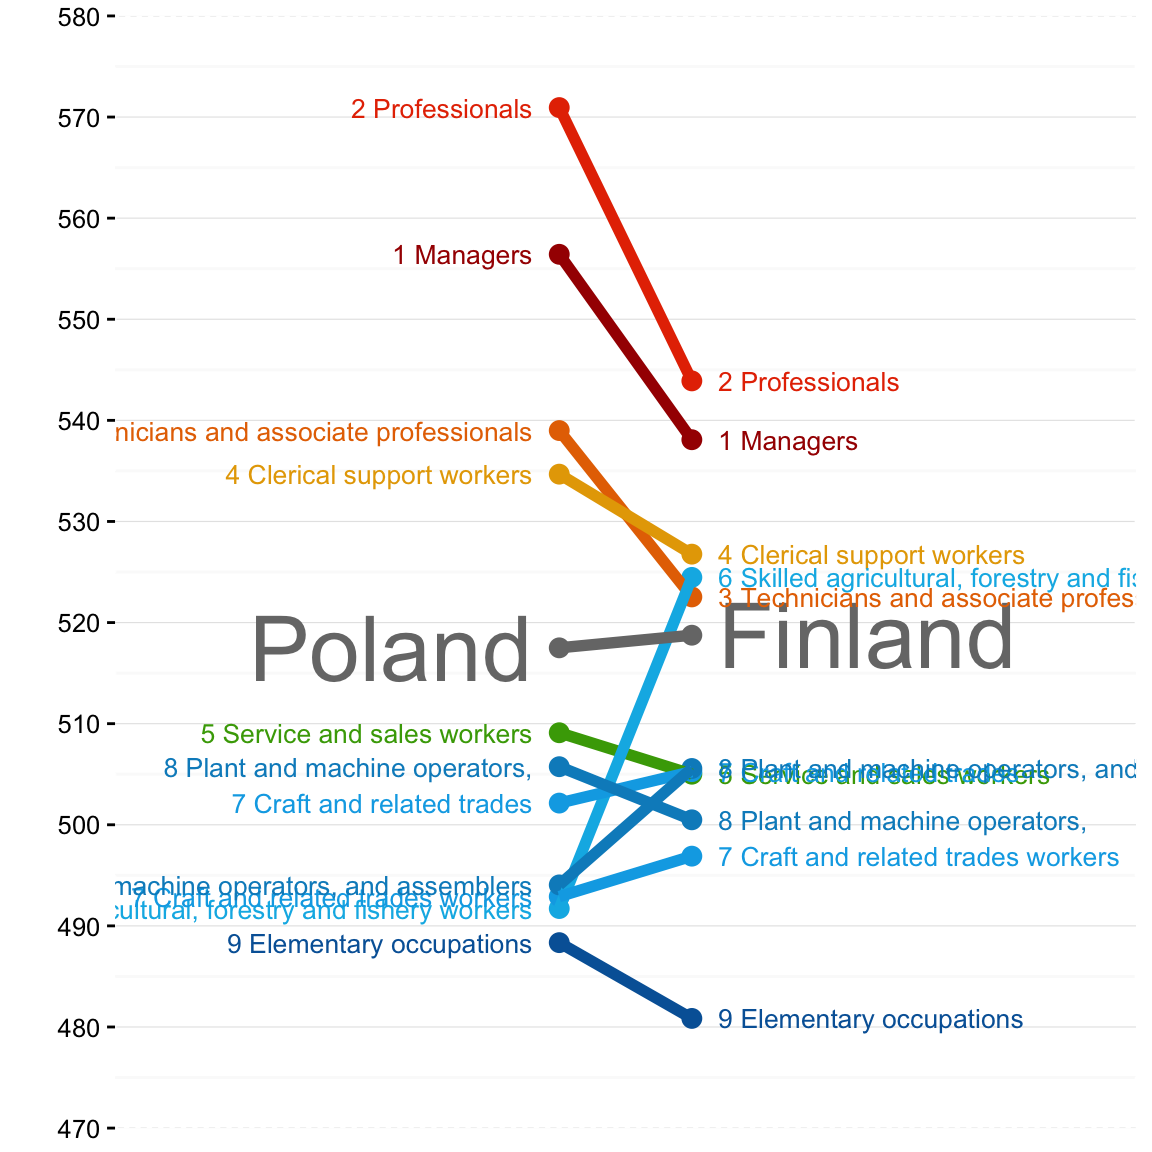 580
570
560
550
540
530
520
510
500
490
480
470
2 Professionals
1 Managers
nicians and associate professionals
4 Clerical support workers
Poland
5 Service and sales workers
8 Plant and machine operators,
7 Craft and related trades
machine operators, and assemblers
7 Craft and related trades workers
cultural, forestry and fishery workers
9 Elementary occupations
2 Professionals
1 Managers
4 Clerical support workers
6 Skilled agricultural, forestry and fis
3 Technicians and associate profes
Finland
8 Plant and machine operators, and
7 Craft and related trades
5 Service and sales workers
8 Plant and machine operators,
7 Craft and related trades workers
9 Elementary occupations